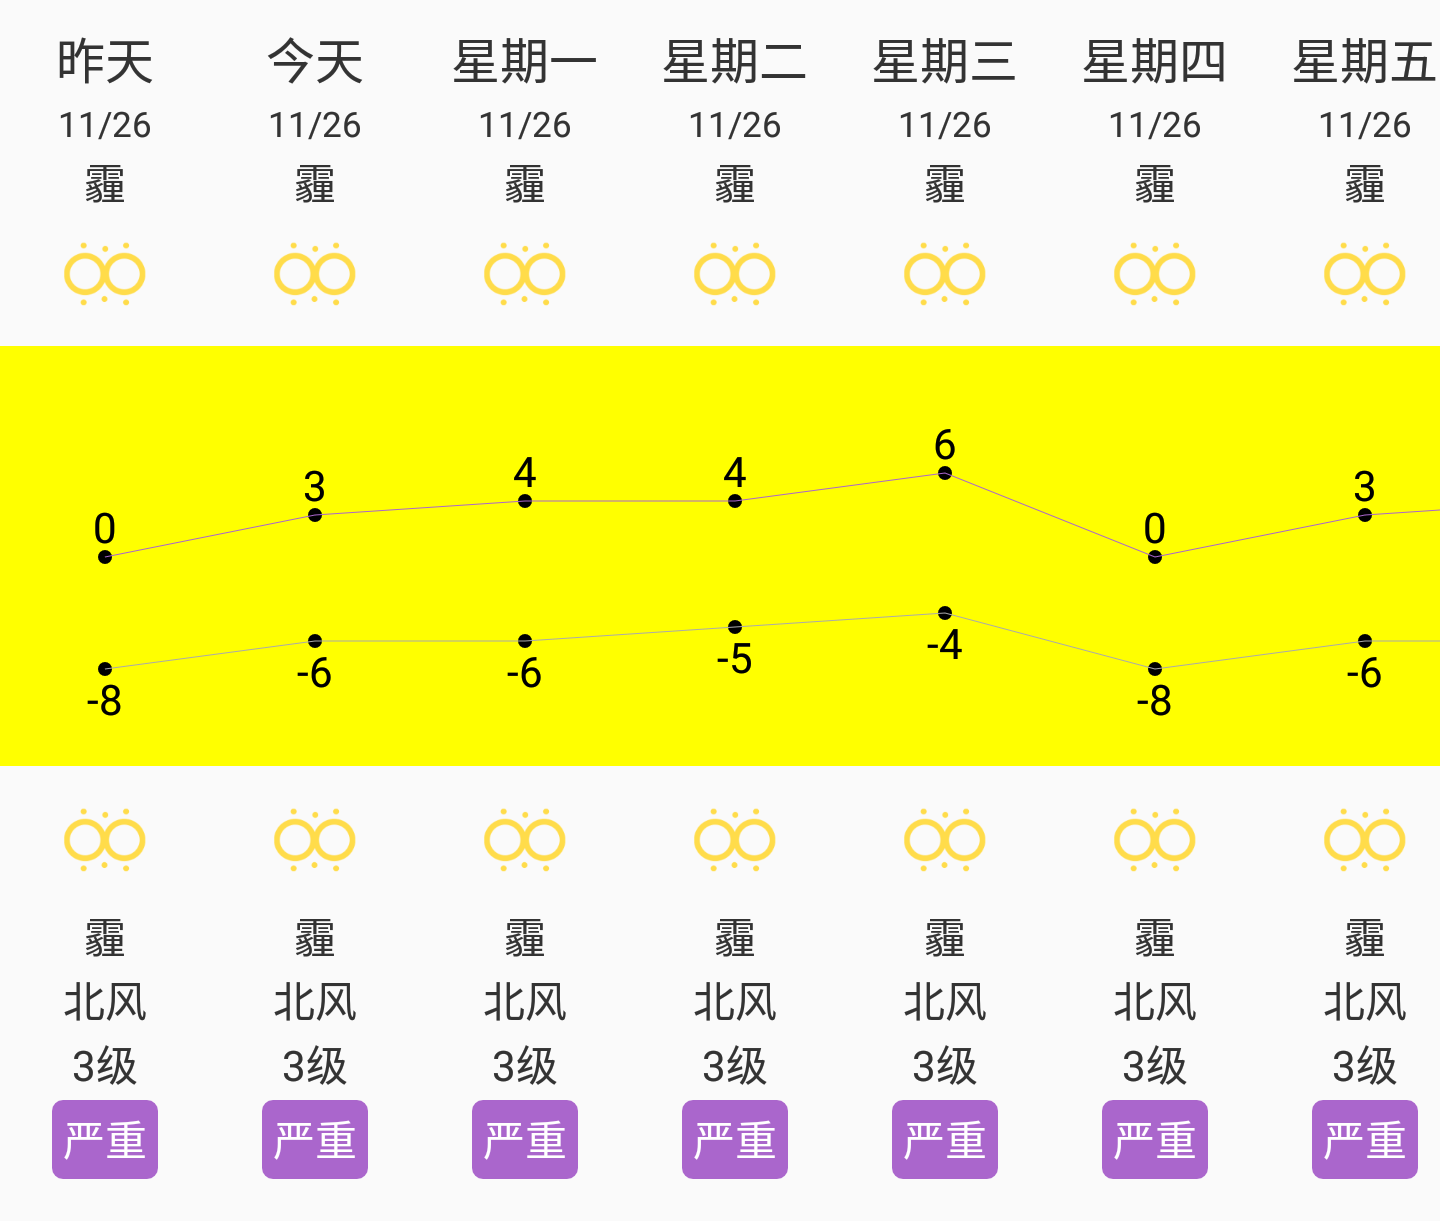 昨天 今天 星期一 星期二 星期三 星期四 星期五
11/26 11/26 11/26 11/26 11/26 11/26 11/26
霾 霾 霾 霾 霾 霾 霾
0 3 4 4 6 0 3
-8 -6 -6 -5 -4 -8 -6
霾 霾 霾 霾 霾 霾 霾
北风 北风 北风 北风 北风 北风 北风
3级 3级 3级 3级 3级 3级 3级
严重 严重 严重 严重 严重 严重 严重